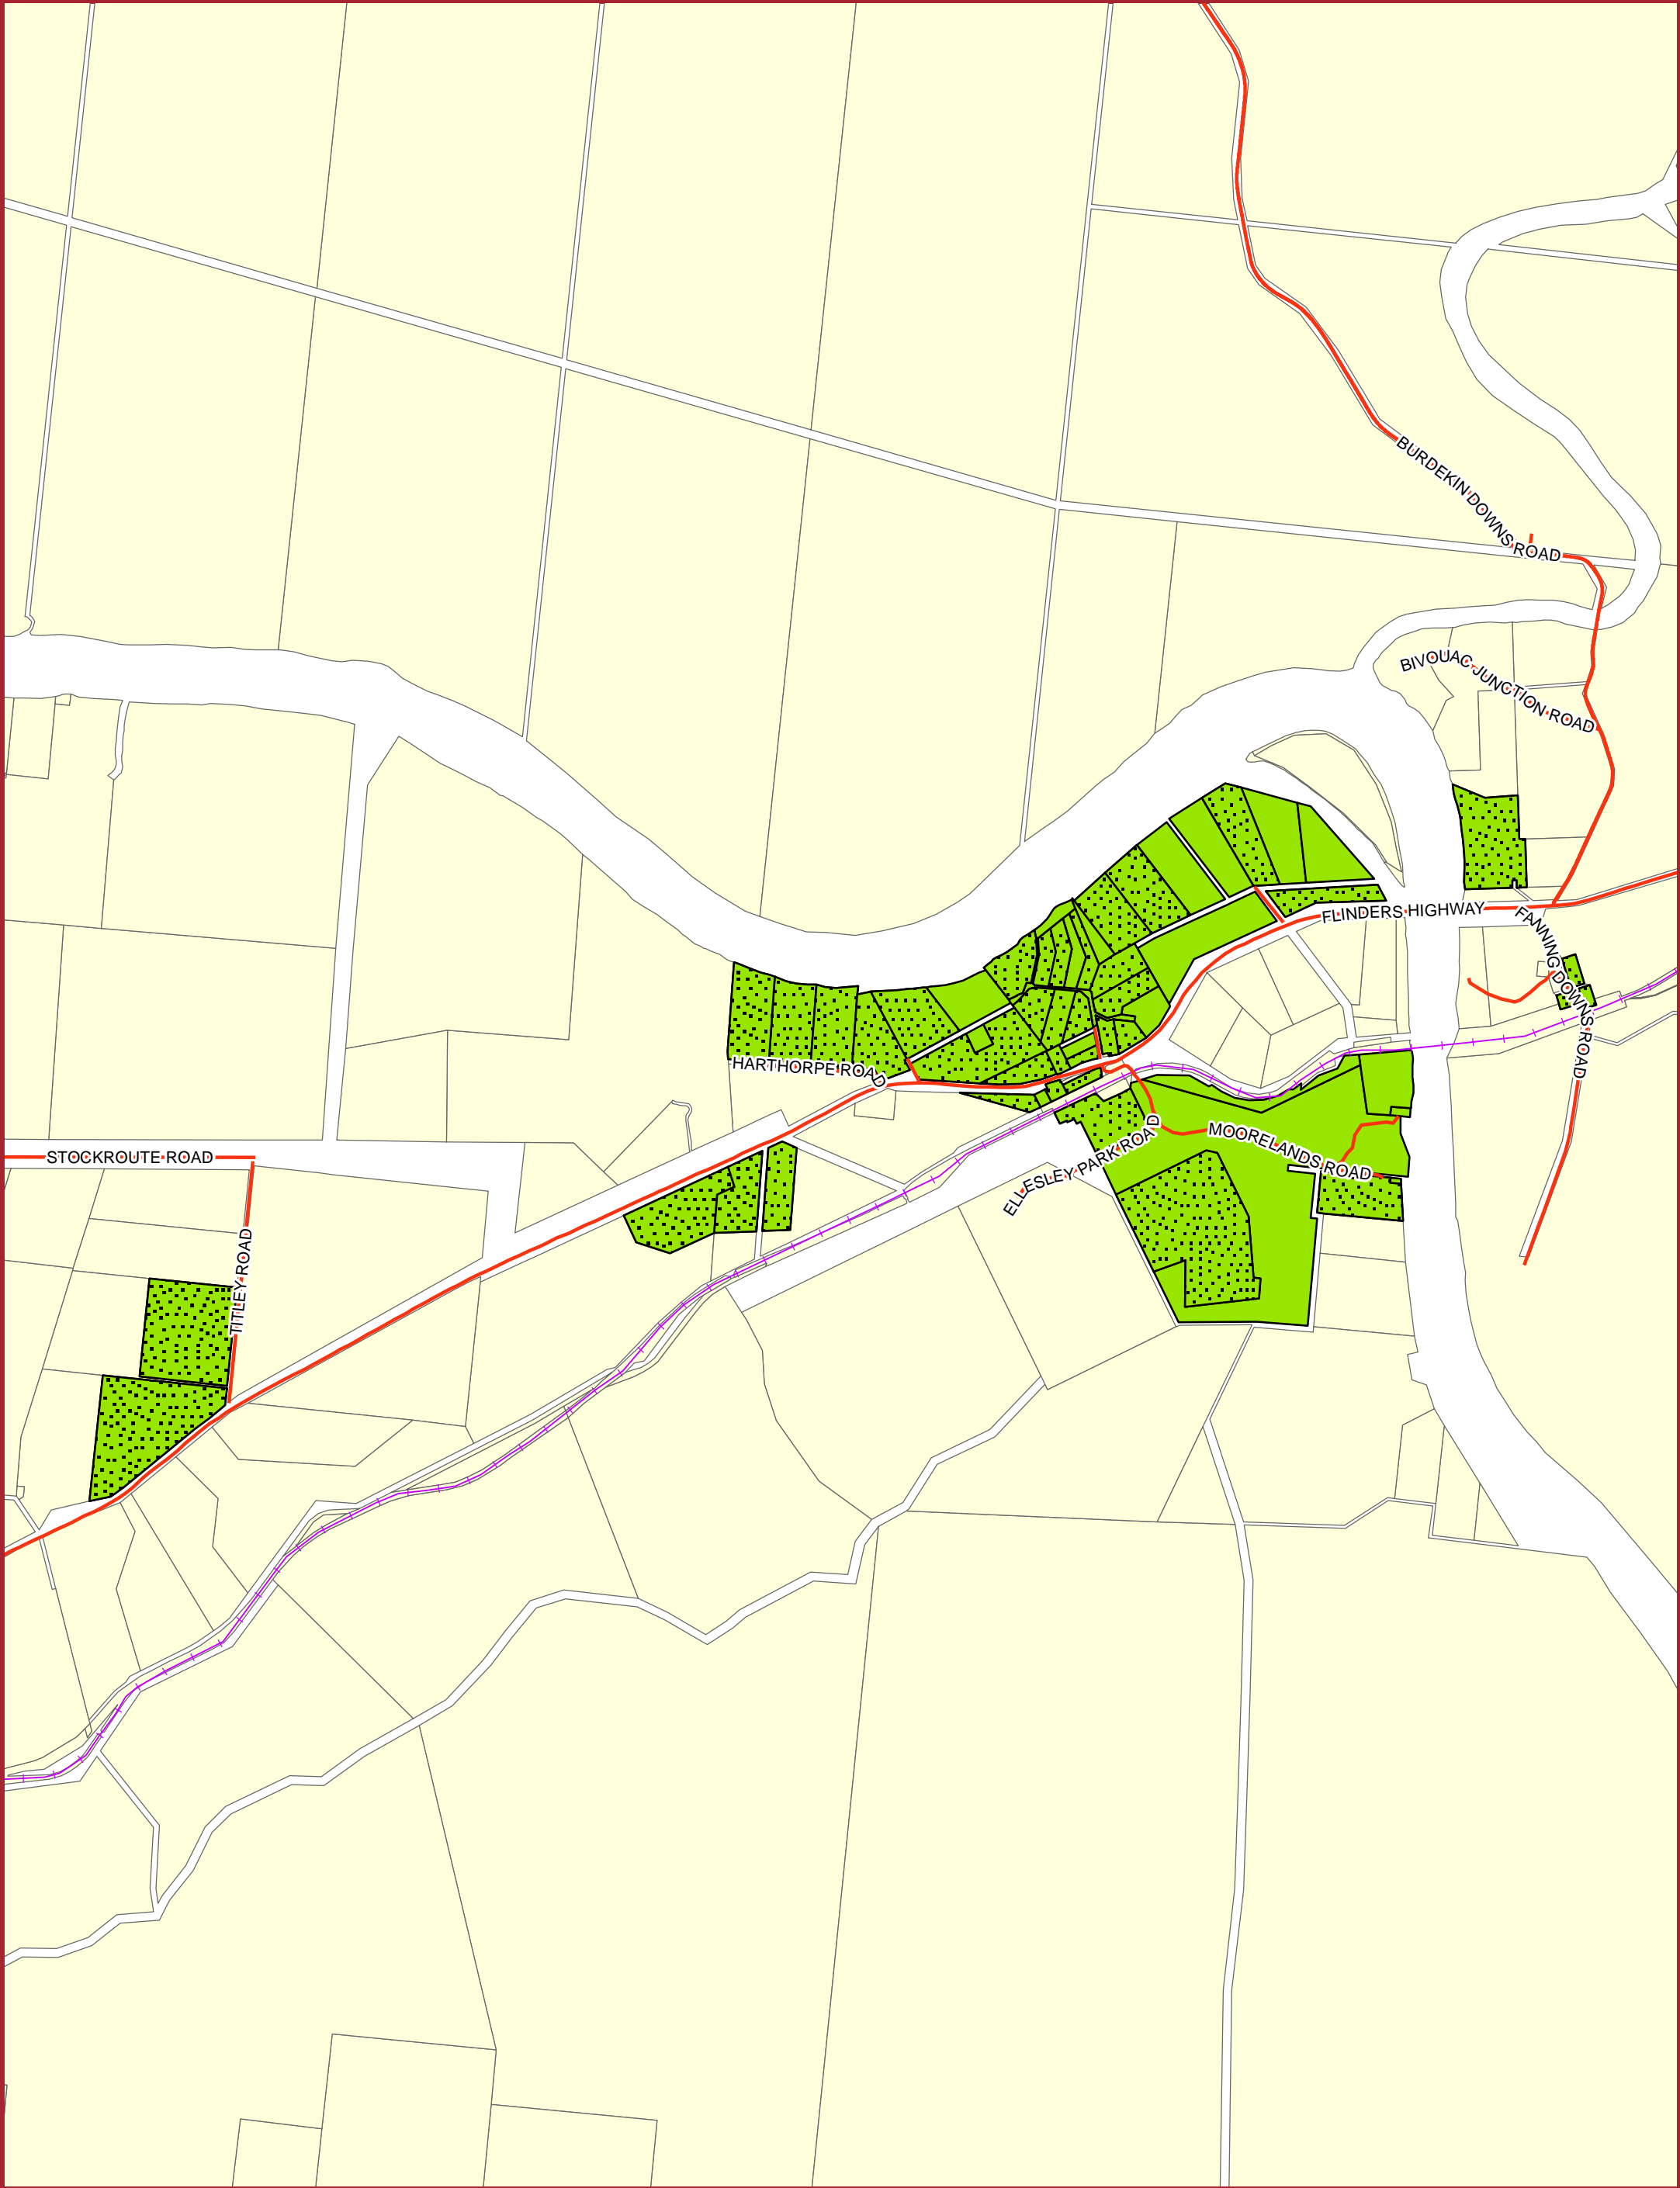 BURDEKIN DOWNS ROAD
BIVOUAC JUNCTION ROAD
FLINDERS HIGHWAY
FANNING DOWNS ROAD
HARTHORPE ROAD
MOORELANDS ROAD
ELLESLEY PARK ROAD
STOCKROUTE ROAD
TITLEY ROAD